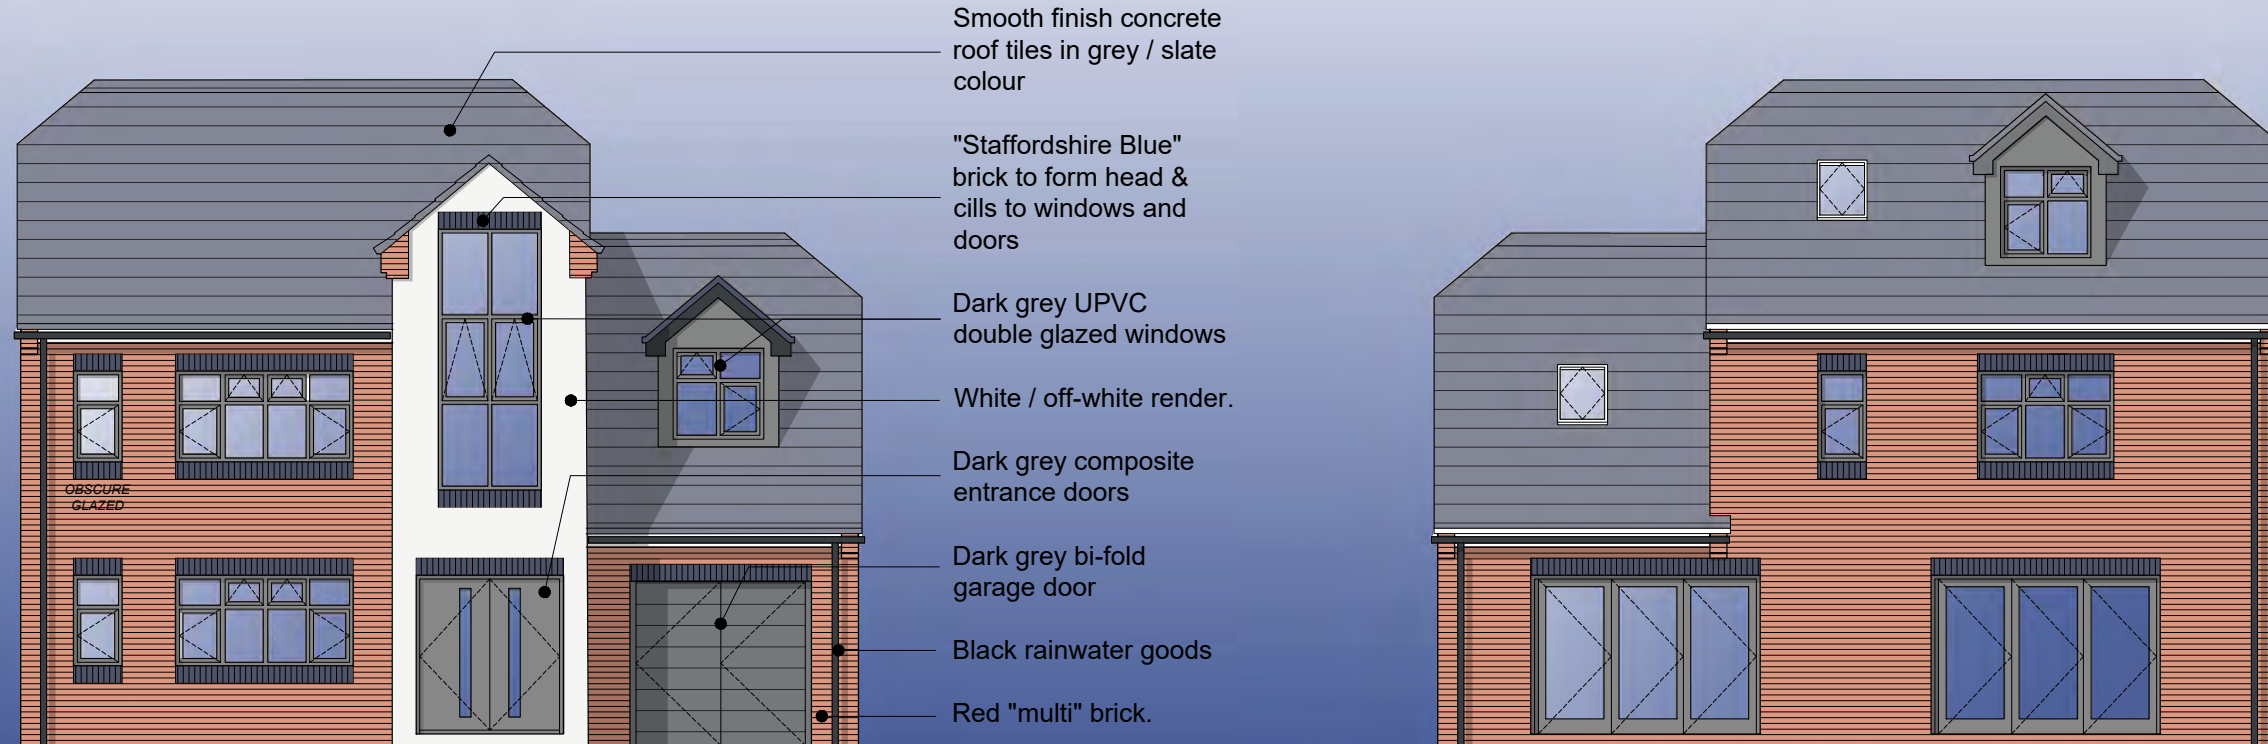 Smooth finish concrete
roof tiles in grey / slate
colour
"Staffordshire Blue"
brick to form head &
cills to windows and
doors
Dark grey UPVC
double glazed windows
White / off-white render.
Dark grey composite
entrance doors
OBSCURE
GLAZED
Dark grey bi-fold
garage door
Black rainwater goods
Red "multi" brick.